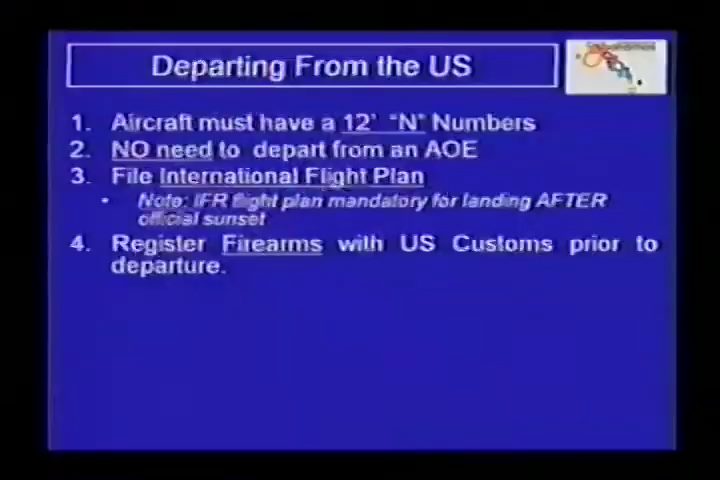 Departing From the US
1. Aircraft must have a 12' "N" Numbers
2. NO need to depart from an AOE
3. File International Flight Plan
• Note: IFR flight plan mandatory for landing AFTER
official sunset
4. Register Firearms with US Customs prior to
departure.